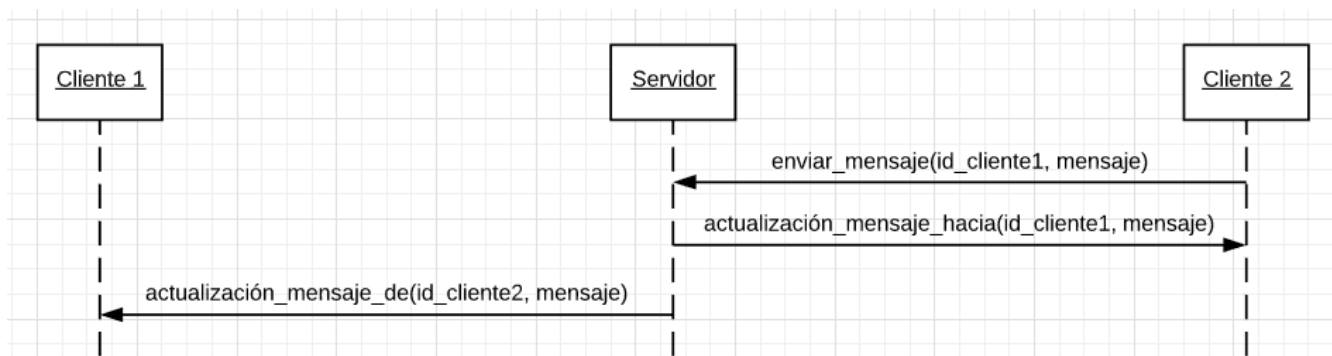 Cliente 1
Servidor
Cliente 2
enviar_mensaje(id_cliente1, mensaje)
actualización_mensaje_hacia(id_cliente1, mensaje)
actualización_mensaje_de(id_cliente2, mensaje)